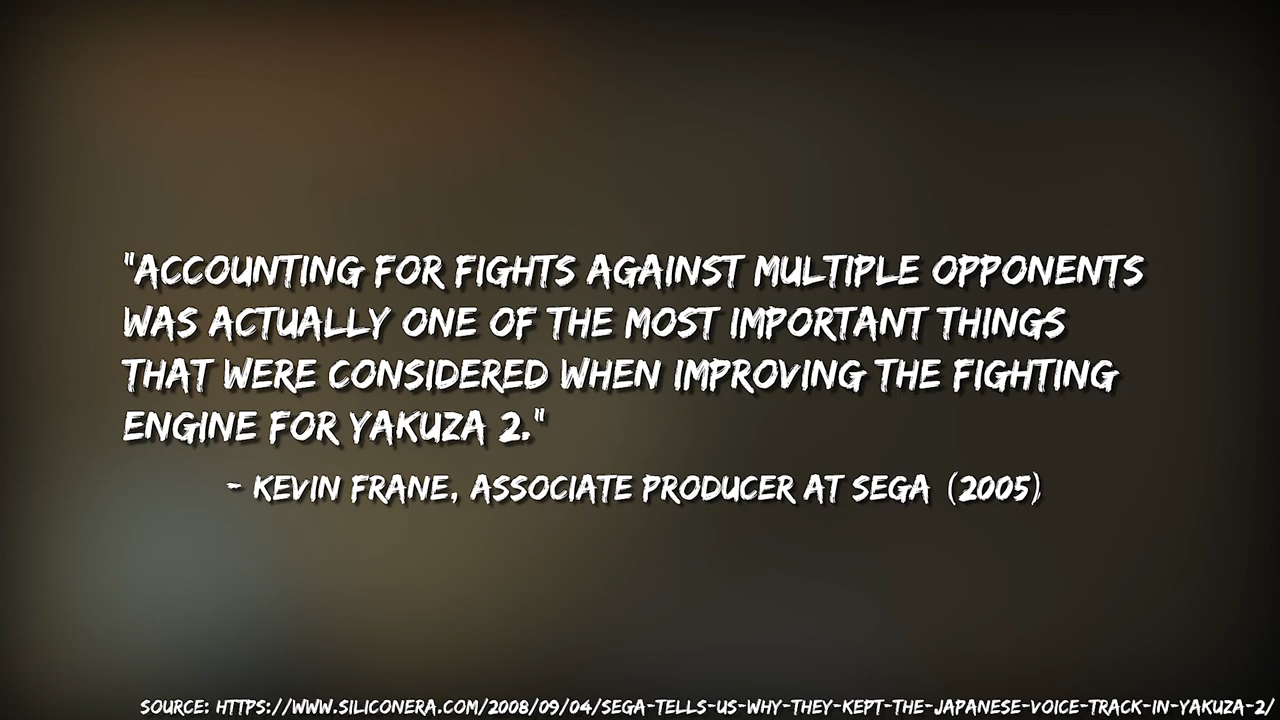 "ACCOUNTING FOR FIGHTS AGAINST MULTIPLE OPPONENTS
WAS ACTUALLY ONE OF THE MOST IMPORTANT THINGS
THAT WERE CONSIDERED WHEN IMPROVING THE FIGHTING
ENGINE FOR YAKUZA 2."
- KEVIN FRANE, ASSOCIATE PRODUCER AT SEGA (2005)
SOURCE: HTTPS://WWW.SILICONERA.COM/2008/09/04/SEGA-TELLS-US-WHY-THEY-KEPT-THE-JAPANESE-VOICE-TRACK-IN-YAKUZA-2/